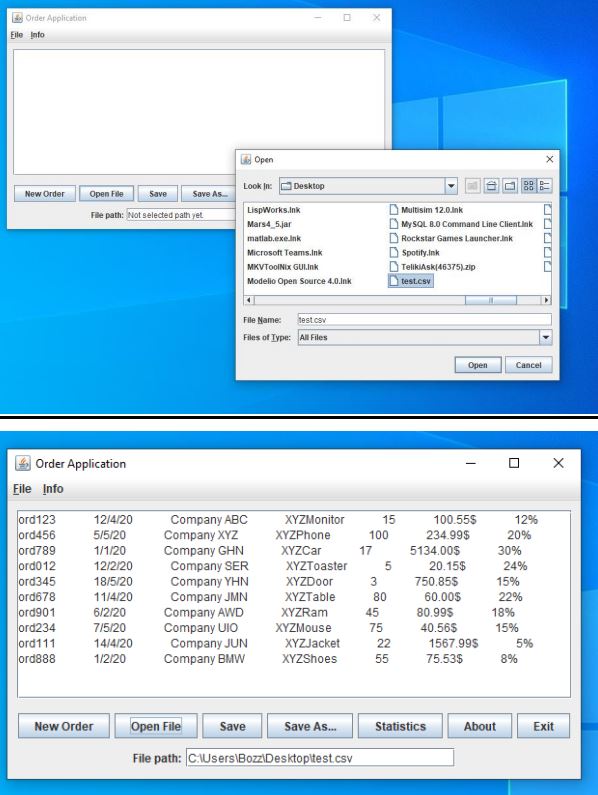 Order Application
File Info
New Order Open File Save Save As...
File path: Not selected path yet.
Open
Look In: Desktop
LispWorks.lnk Multisim 12.0.lnk
Mars4_5.jar MySQL 8.0 Command Line Client.lnk
matlab.exe.lnk Rockstar Games Launcher.lnk
Microsoft Teams.lnk Spotify.lnk
MKVToolNix GUI.lnk TelikiAsk(46375).zip
Modelio Open Source 4.0.lnk test.csv
File Name: test.csv
Files of Type: All Files
Open Cancel
Order Application
File Info
ord123 12/4/20 Company ABC XYZMonitor 15 100.55$ 12%
ord456 5/5/20 Company XYZ XYZPhone 100 234.99$ 20%
ord789 1/1/20 Company GHN XYZCar 17 5134.00$ 30%
ord012 12/2/20 Company SER XYZToaster 5 20.15$ 24%
ord345 18/5/20 Company YHN XYZDoor 3 750.85$ 15%
ord678 11/4/20 Company JMN XYZTable 80 60.00$ 22%
ord901 6/2/20 Company AWD XYZRam 45 80.99$ 18%
ord234 7/5/20 Company UIO XYZMouse 75 40.56$ 15%
ord111 14/4/20 Company JUN XYZJacket 22 1567.99$ 5%
ord888 1/2/20 Company BMW XYZShoes 55 75.53$ 8%
New Order Open File Save Save As... Statistics About Exit
File path: C:\Users\Bozz\Desktop\test.csv